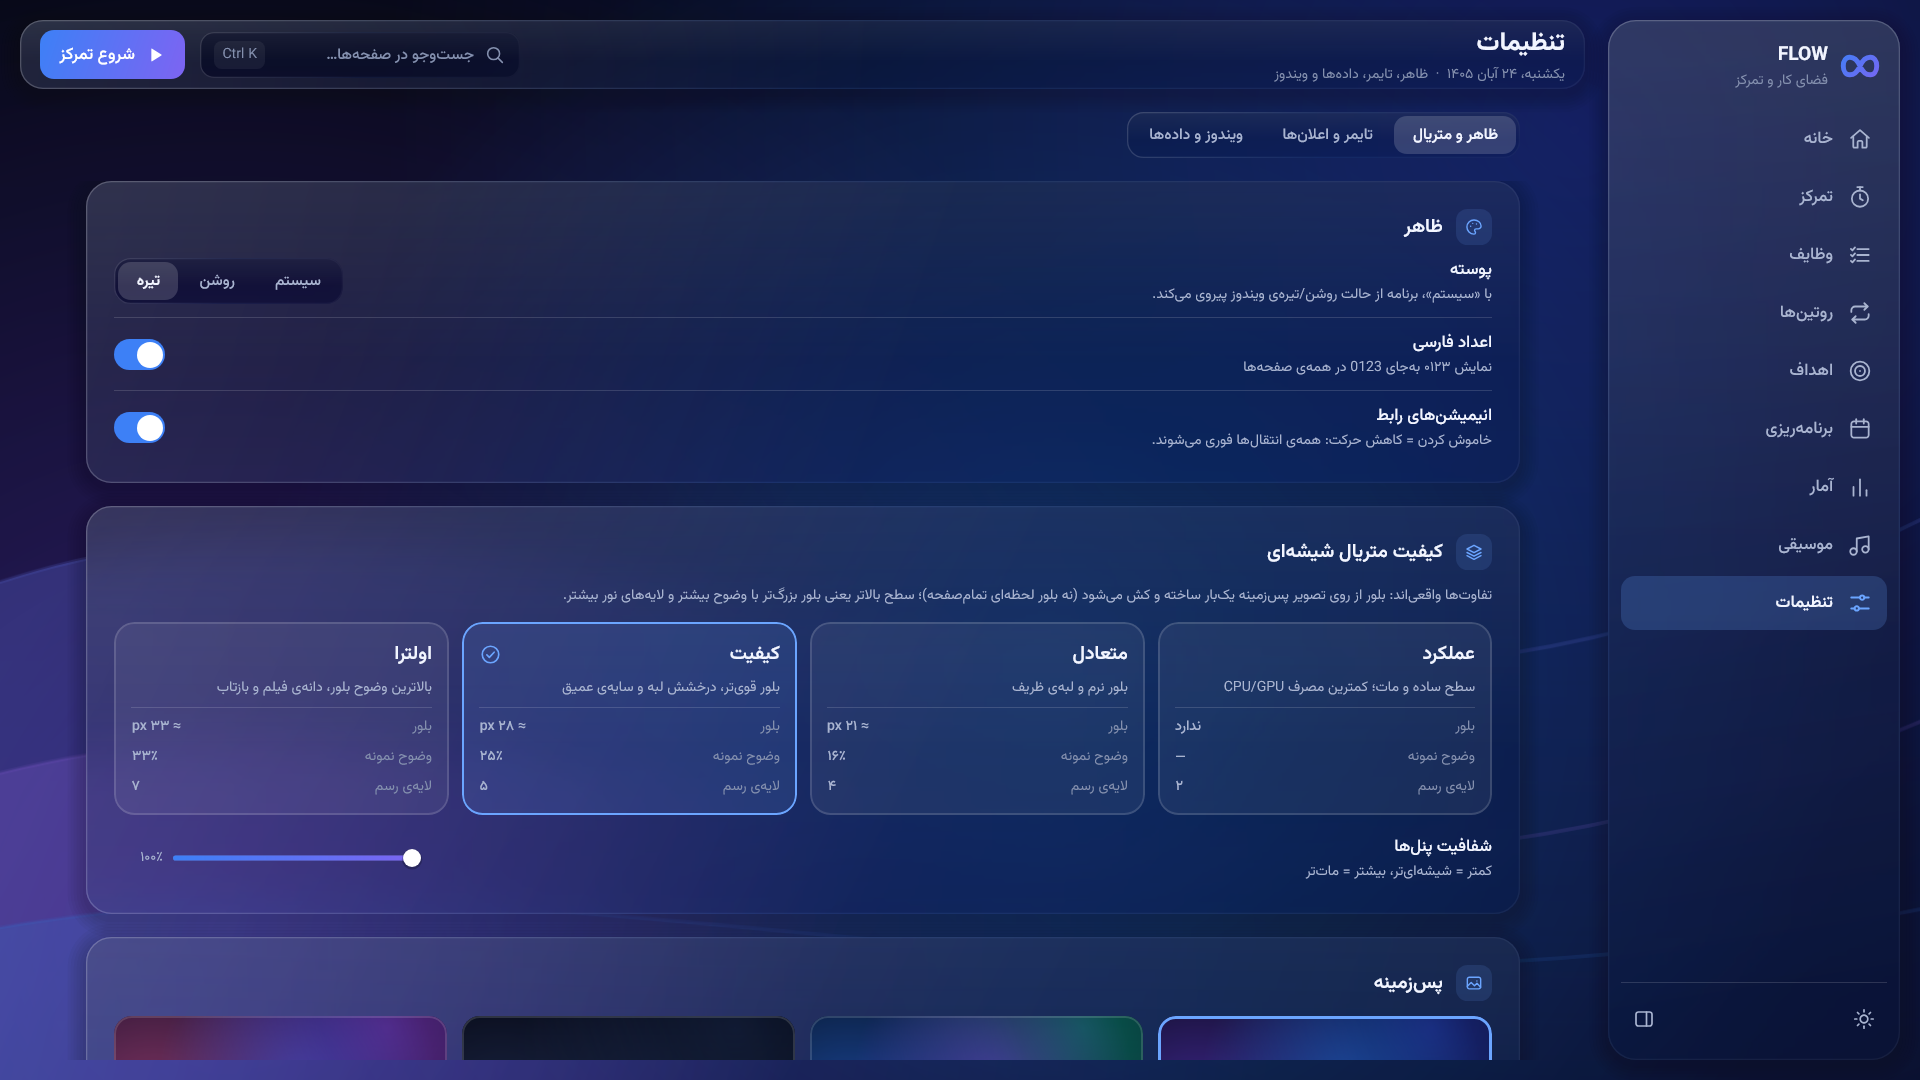 FLOW
فضای کار و تمرکز
خانه
تمرکز
وظایف
روتین‌ها
اهداف
برنامه‌ریزی
آمار
موسیقی
تنظیمات
تنظیمات
یکشنبه، ۲۴ آبان ۱۴۰۵ · ظاهر، تایمر، داده‌ها و ویندوز
جست‌وجو در صفحه‌ها...
Ctrl K
شروع تمرکز
ظاهر و متریال
تایمر و اعلان‌ها
ویندوز و داده‌ها
ظاهر
پوسته
با «سیستم»، برنامه از حالت روشن/تیره‌ی ویندوز پیروی می‌کند.
سیستم
روشن
تیره
اعداد فارسی
نمایش ۰۱۲۳ به‌جای 0123 در همه‌ی صفحه‌ها
انیمیشن‌های رابط
خاموش کردن = کاهش حرکت: همه‌ی انتقال‌ها فوری می‌شوند.
کیفیت متریال شیشه‌ای
تفاوت‌ها واقعی‌اند: بلور از روی تصویر پس‌زمینه یک‌بار ساخته و کش می‌شود (نه بلور لحظه‌ای تمام‌صفحه)؛ سطح بالاتر یعنی بلور بزرگ‌تر با وضوح بیشتر و لایه‌های نور بیشتر.
عملکرد
سطح ساده و مات؛ کمترین مصرف CPU/GPU
بلور ندارد
وضوح نمونه —
لایه‌ی رسم ۲
متعادل
بلور نرم و لبه‌ی ظریف
بلور ≈ ۲۱ px
وضوح نمونه ۱۶٪
لایه‌ی رسم ۴
کیفیت
بلور قوی‌تر، درخشش لبه و سایه‌ی عمیق
بلور ≈ ۲۸ px
وضوح نمونه ۲۵٪
لایه‌ی رسم ۵
اولترا
بالاترین وضوح بلور، دانه‌ی فیلم و بازتاب
بلور ≈ ۳۳ px
وضوح نمونه ۳۳٪
لایه‌ی رسم ۷
شفافیت پنل‌ها
کمتر = شیشه‌ای‌تر، بیشتر = مات‌تر
۱۰۰٪
پس‌زمینه